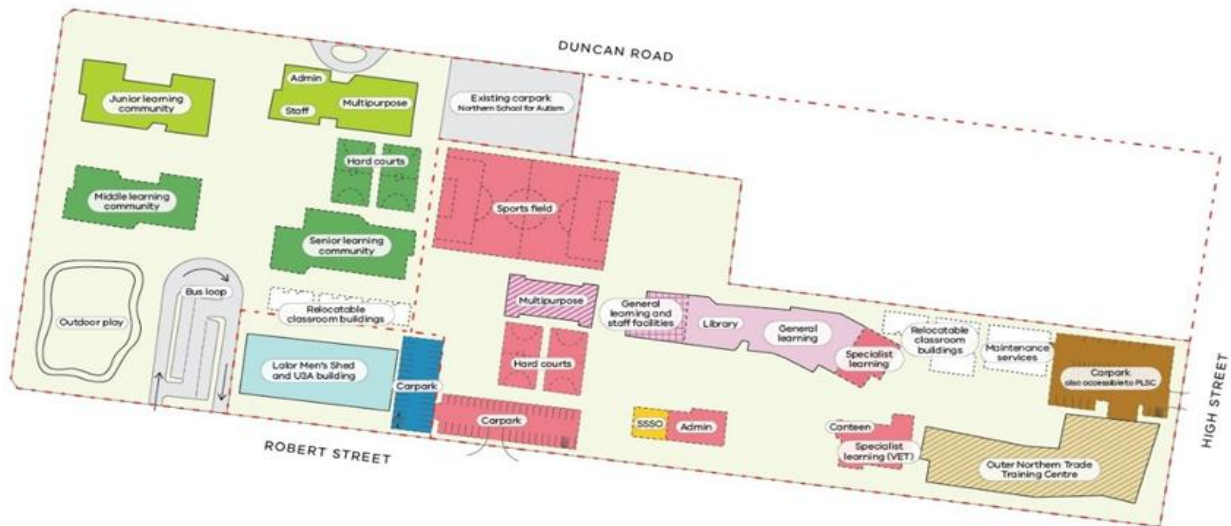 DUNCAN ROAD
Junior learning
community
Admin
Staff
Multipurpose
Existing carpark
Northern School for Autism
Hard courts
Middle learning
community
Sports field
Senior learning
community
Bus loop
Outdoor play
Relocatable
classroom buildings
Multipurpose
General
learning and
staff facilities
Library
General
learning
Specialist
learning
Relocatable
classroom
buildings
Maintenance
services
Lalor Men's Shed
and U3A building
Carpark
Hard courts
Carpark
also accessible to PLSC
Carpark
SSSO
Admin
Canteen
Specialist
learning (VET)
Outer Northern Trade
Training Centre
ROBERT STREET
HIGH STREET